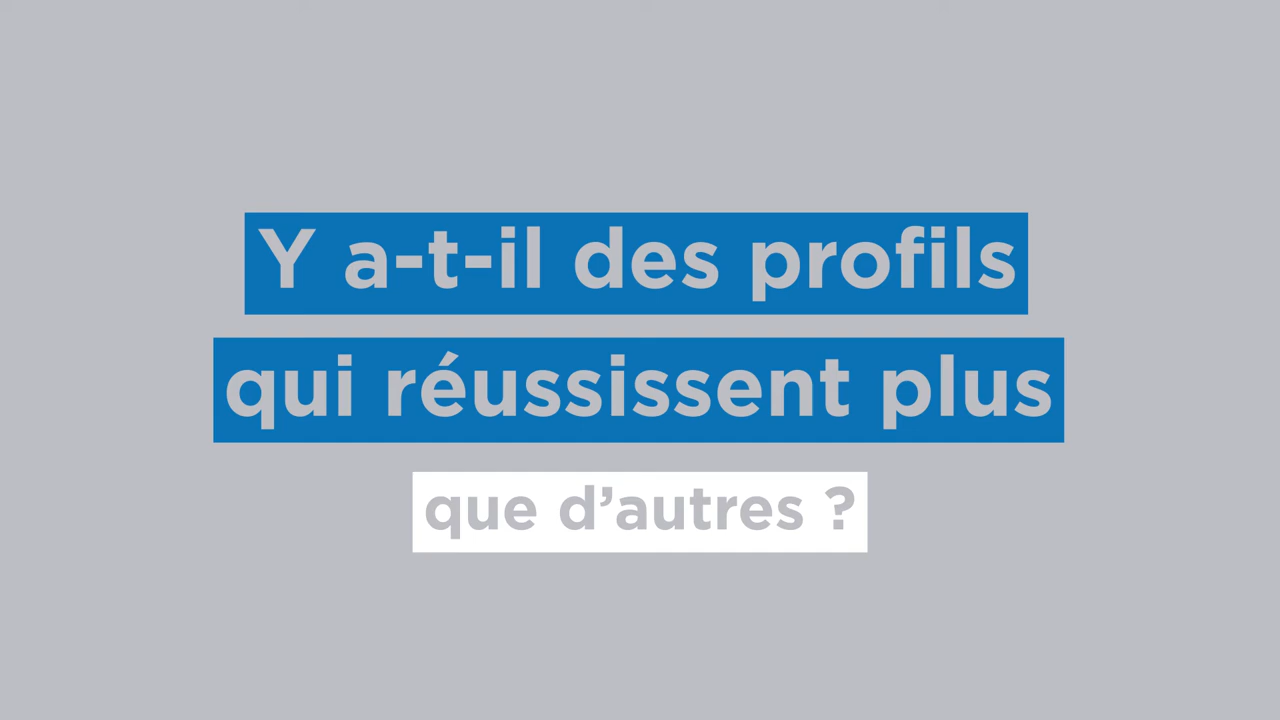 Y a-t-il des profils
qui réussissent plus
que d’autres ?